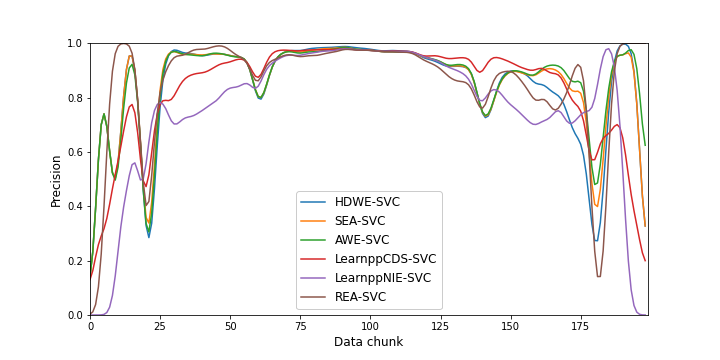 1.0
0.8
0.6
0.4
0.2
0.0
Precision
HDWE-SVC
SEA-SVC
AWE-SVC
LearnppCDS-SVC
LearnppNIE-SVC
REA-SVC
0 25 50 75 100 125 150 175
Data chunk